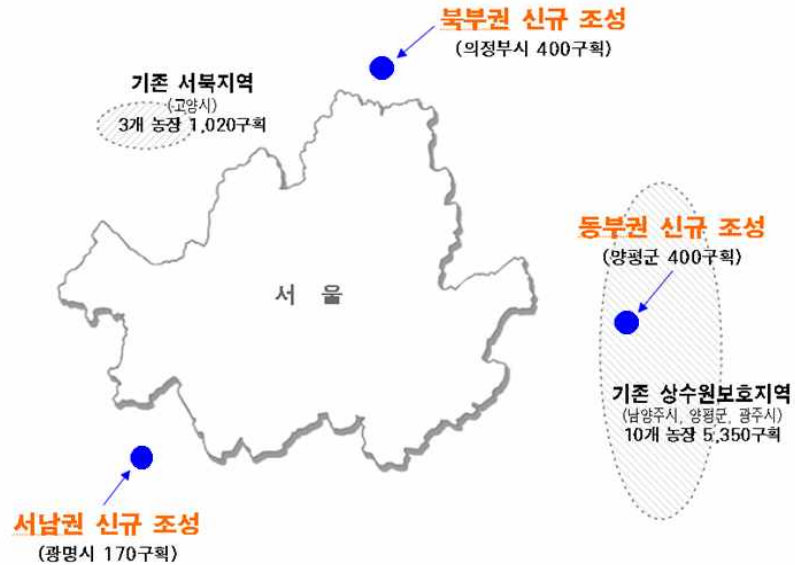 북부권 신규 조성
(의정부시 400구획)
기존 서북지역
(고양시)
3개 농장 1,020구획
동부권 신규 조성
(양평군 400구획)
서 울
기존 상수원보호지역
(남양주시, 양평군, 광주시)
10개 농장 5,350구획
서남권 신규 조성
(광명시 170구획)